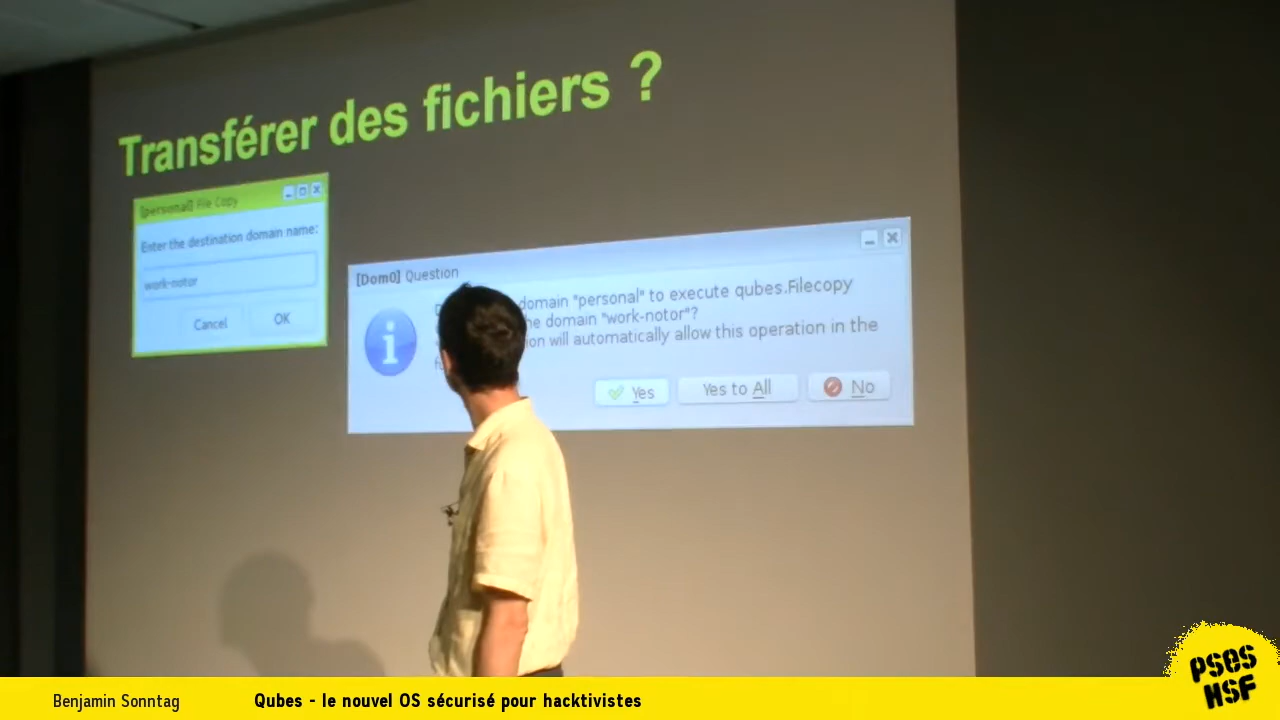 Transférer des fichiers ?
[personal] File Copy
Enter the destination domain name:
work-notor
Cancel
OK
[Dom0] Question
domain "personal" to execute qubes.Filecopy
domain "work-notor"?
will automatically allow this operation in the
Yes
Yes to All
No
Benjamin Sonntag
Qubes - le nouvel OS sécurisé pour hacktivistes
PSES
HSF